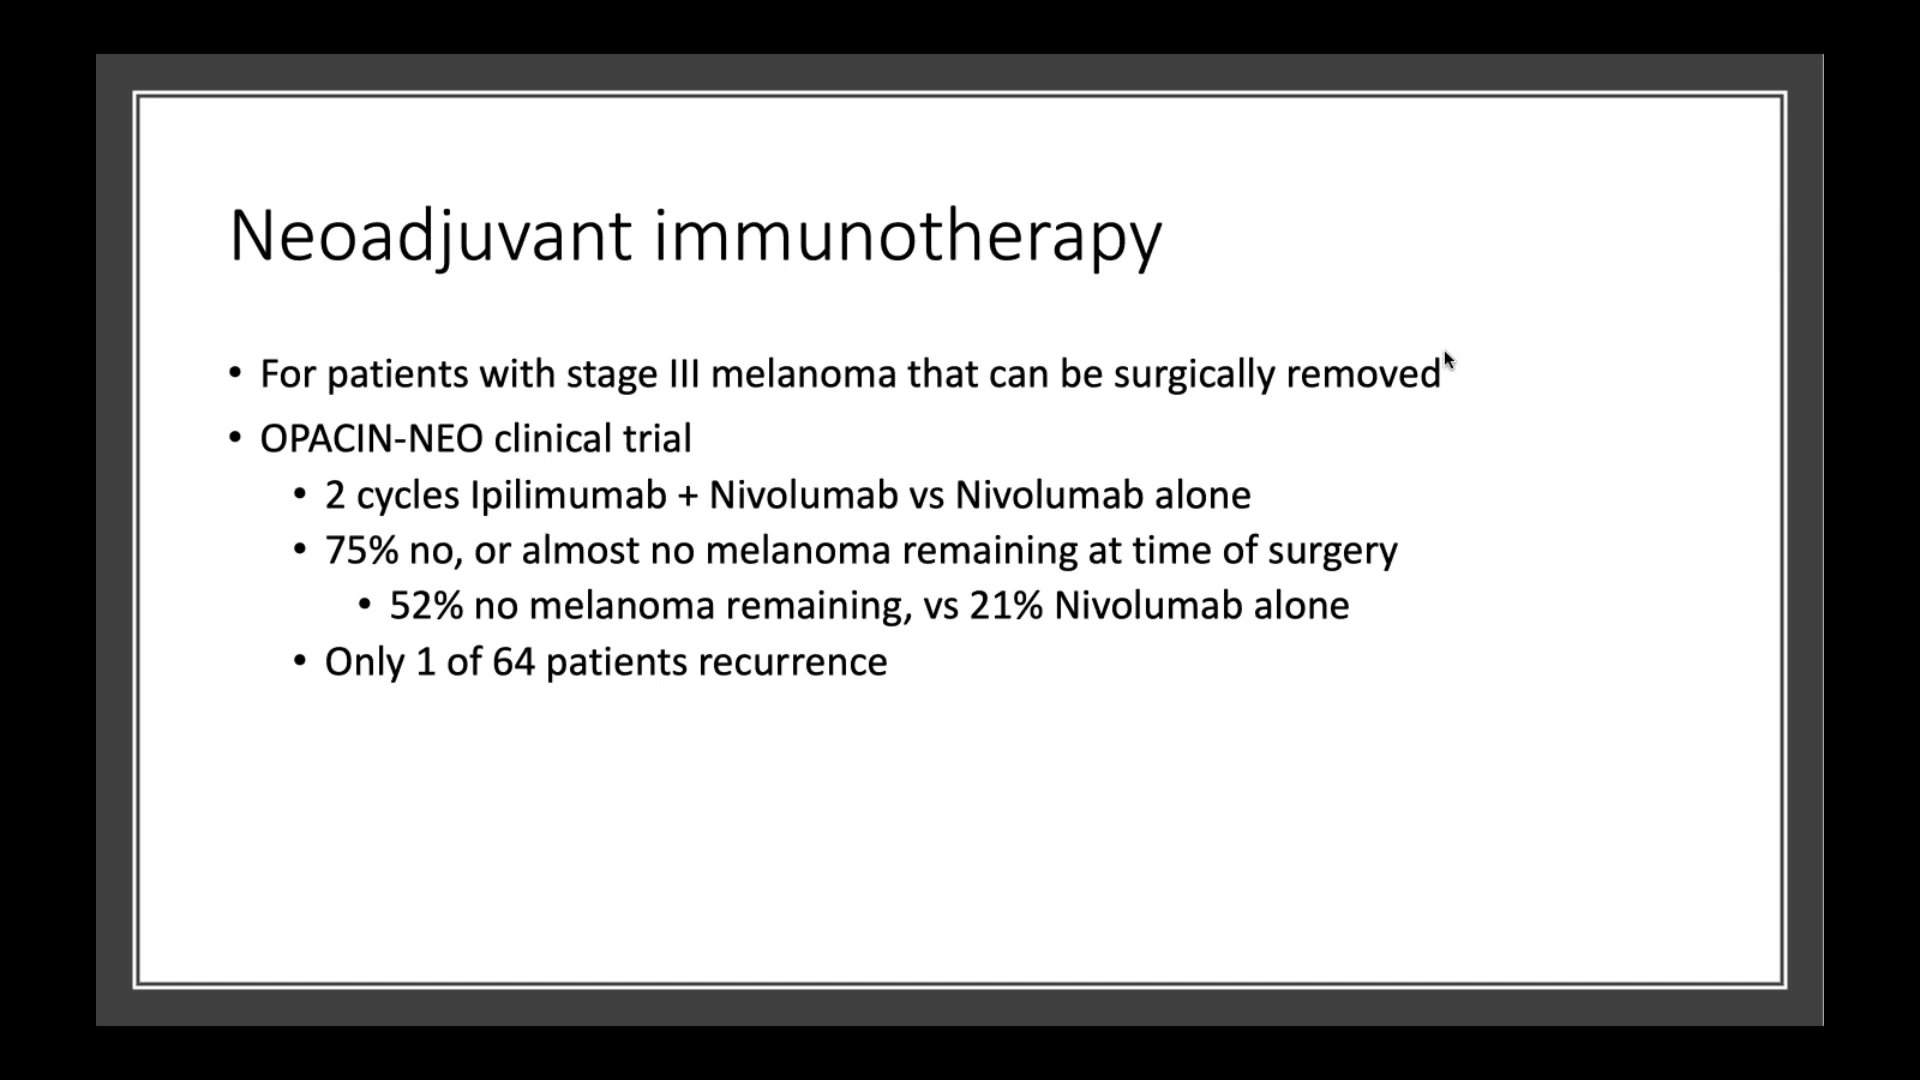 Neoadjuvant immunotherapy
• For patients with stage III melanoma that can be surgically removed
• OPACIN-NEO clinical trial
• 2 cycles Ipilimumab + Nivolumab vs Nivolumab alone
• 75% no, or almost no melanoma remaining at time of surgery
• 52% no melanoma remaining, vs 21% Nivolumab alone
• Only 1 of 64 patients recurrence